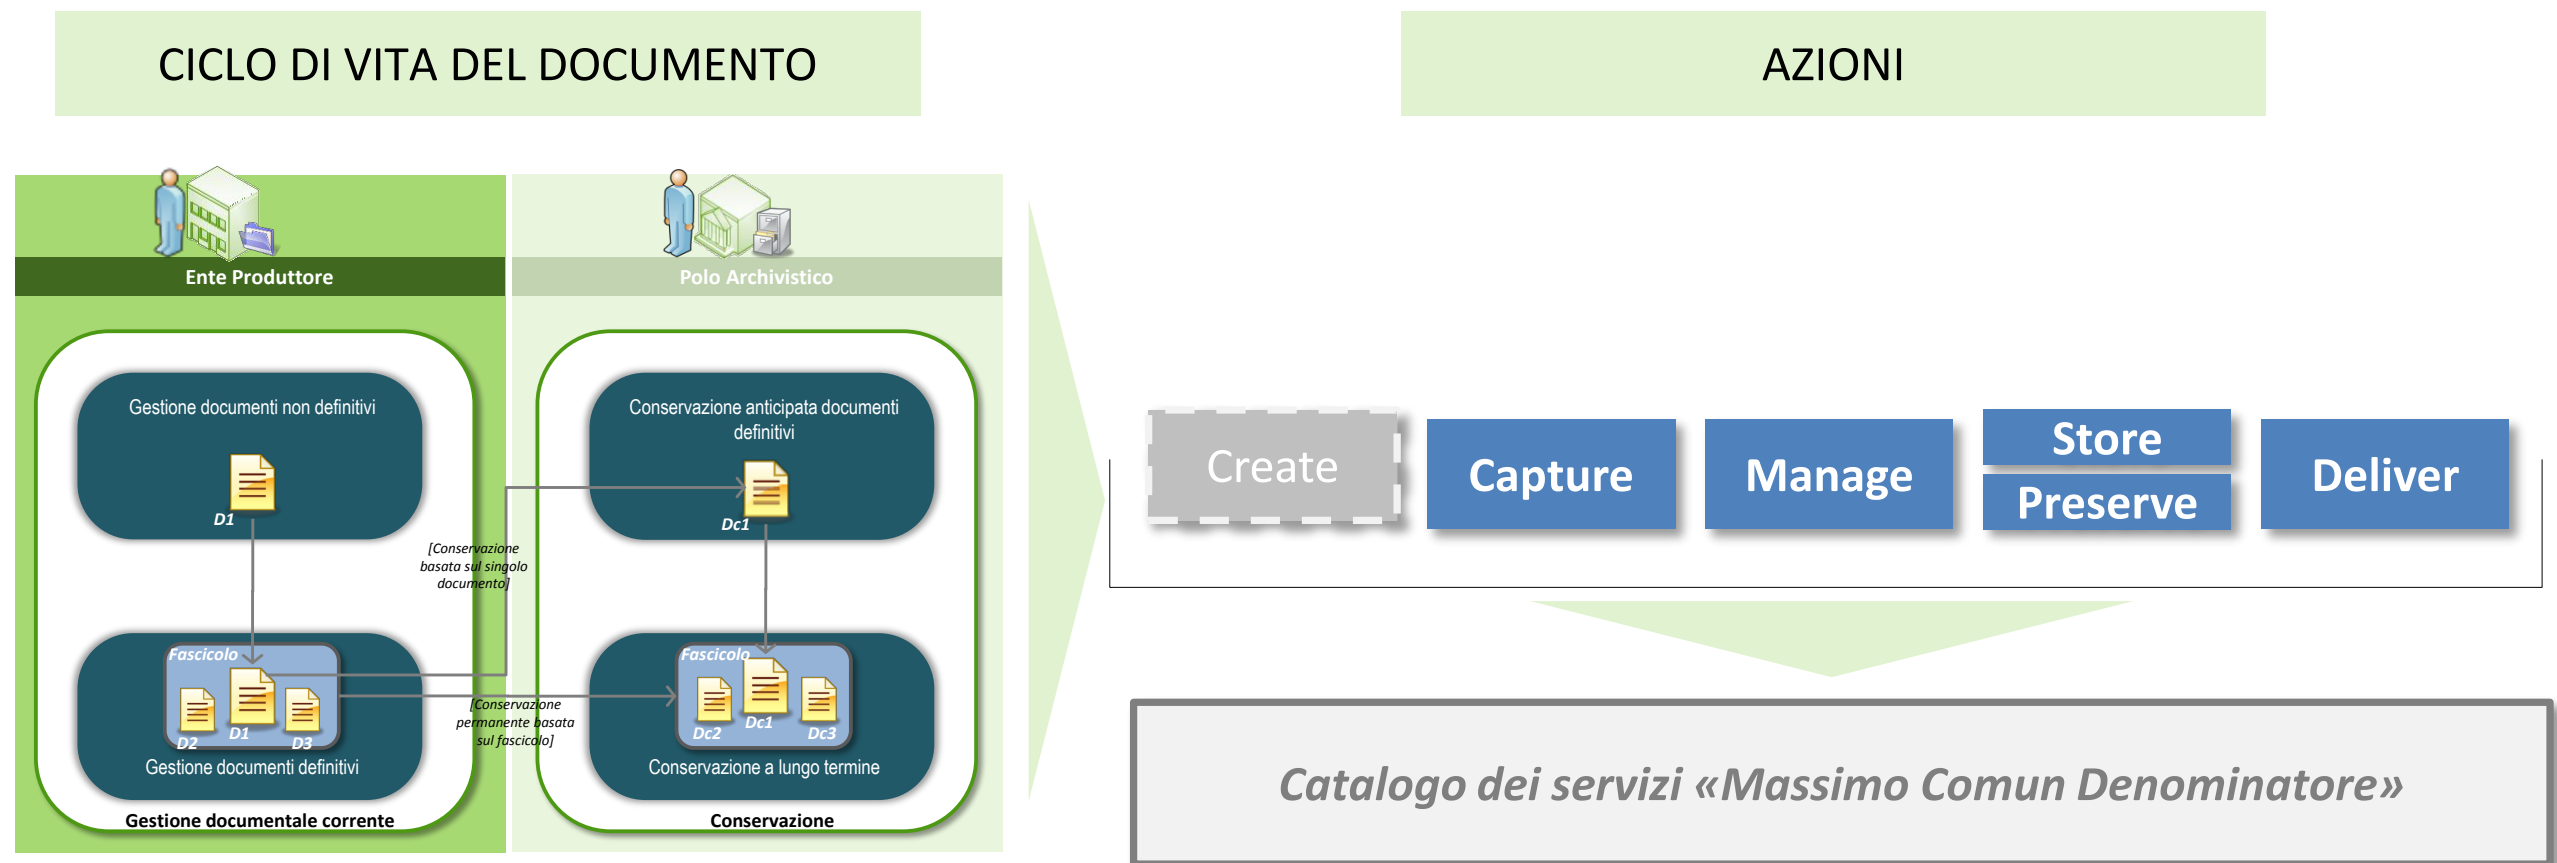 CICLO DI VITA DEL DOCUMENTO
AZIONI
Ente Produttore
Polo Archivistico
Gestione documenti non definitivi
D1
Conservazione anticipata documenti
definitivi
Dc1
[Conservazione
basata sul singolo
documento]
Fascicolo
D2
D1
D3
Gestione documenti definitivi
Gestione documentale corrente
[Conservazione
permanente basata
sul fascicolo]
Fascicolo
Dc2
Dc1
Dc3
Conservazione a lungo termine
Conservazione
Create
Capture
Manage
Store
Preserve
Deliver
Catalogo dei servizi «Massimo Comun Denominatore»